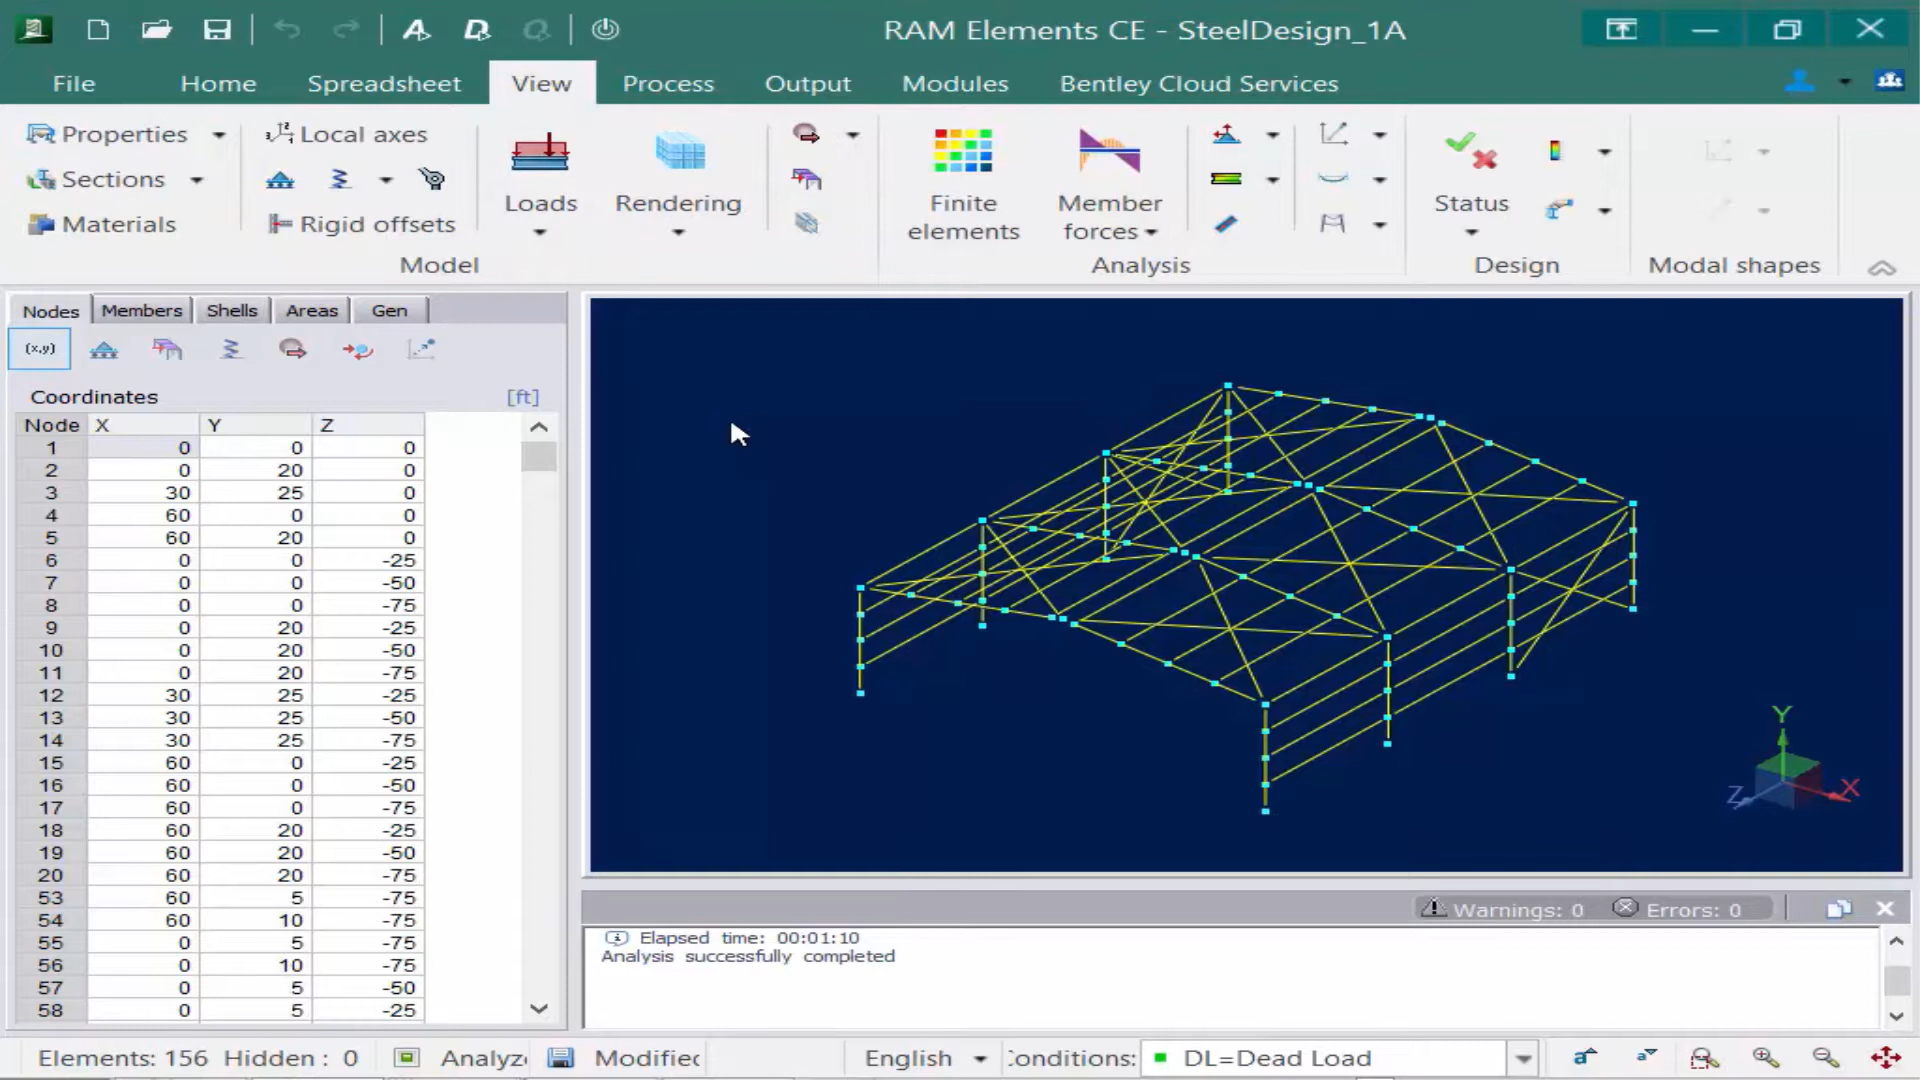 RAM Elements CE - SteelDesign_1A
File Home Spreadsheet View Process Output Modules Bentley Cloud Services
Properties
Sections
Materials
Local axes
Rigid offsets
Loads
Rendering
Model
Finite
elements
Member
forces
Analysis
Status
Design
Modal shapes
Nodes Members Shells Areas Gen
(x,y)
Coordinates [ft]
Node X Y Z
1 0 0 0
2 0 20 0
3 30 25 0
4 60 0 0
5 60 20 0
6 0 0 -25
7 0 0 -50
8 0 0 -75
9 0 20 -25
10 0 20 -50
11 0 20 -75
12 30 25 -25
13 30 25 -50
14 30 25 -75
15 60 0 -25
16 60 0 -50
17 60 0 -75
18 60 20 -25
19 60 20 -50
20 60 20 -75
53 60 5 -75
54 60 10 -75
55 0 5 -75
56 0 10 -75
57 0 5 -50
58 0 5 -25
Y
Z
X
Warnings: 0 Errors: 0
Elapsed time: 00:01:10
Analysis successfully completed
Elements: 156 Hidden : 0 Analyze Modified English Conditions: DL=Dead Load